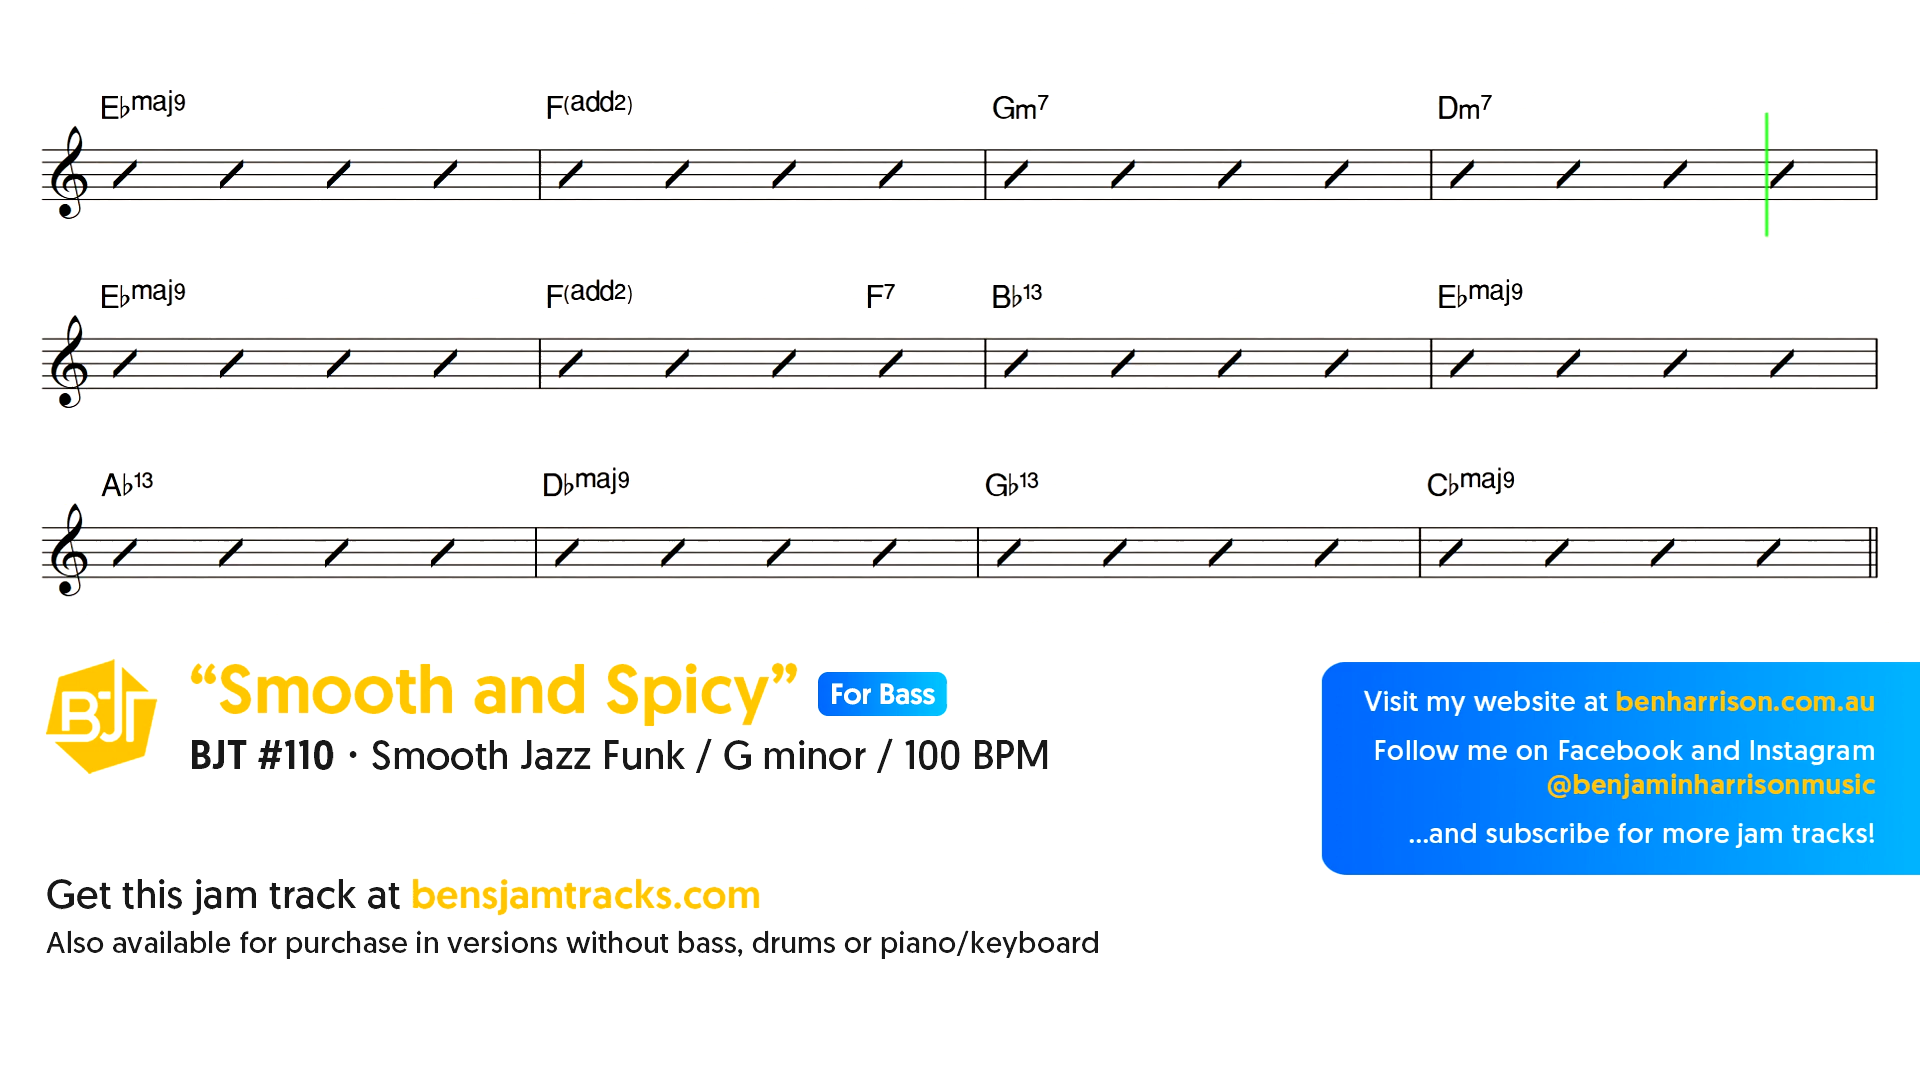 E♭maj9 F(add2) Gm7 Dm7
E♭maj9 F(add2) F7 B♭13 E♭maj9
A♭13 D♭maj9 G♭13 C♭maj9
BJT
“Smooth and Spicy” For Bass
BJT #110 · Smooth Jazz Funk / G minor / 100 BPM
Visit my website at benharrison.com.au
Follow me on Facebook and Instagram
@benjaminharrisonmusic
...and subscribe for more jam tracks!
Get this jam track at bensjamtracks.com
Also available for purchase in versions without bass, drums or piano/keyboard